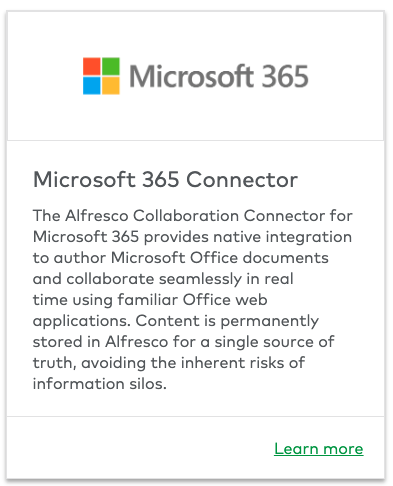 Microsoft 365
Microsoft 365 Connector
The Alfresco Collaboration Connector for
Microsoft 365 provides native integration
to author Microsoft Office documents
and collaborate seamlessly in real
time using familiar Office web
applications. Content is permanently
stored in Alfresco for a single source of
truth, avoiding the inherent risks of
information silos.
Learn more